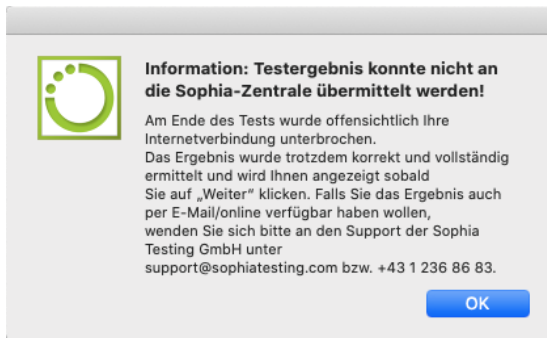 Information: Testergebnis konnte nicht an
die Sophia-Zentrale übermittelt werden!
Am Ende des Tests wurde offensichtlich Ihre
Internetverbindung unterbrochen.
Das Ergebnis wurde trotzdem korrekt und vollständig
ermittelt und wird Ihnen angezeigt sobald
Sie auf „Weiter“ klicken. Falls Sie das Ergebnis auch
per E-Mail/online verfügbar haben wollen,
wenden Sie sich bitte an den Support der Sophia
Testing GmbH unter
support@sophiatesting.com bzw. +43 1 236 86 83.
OK